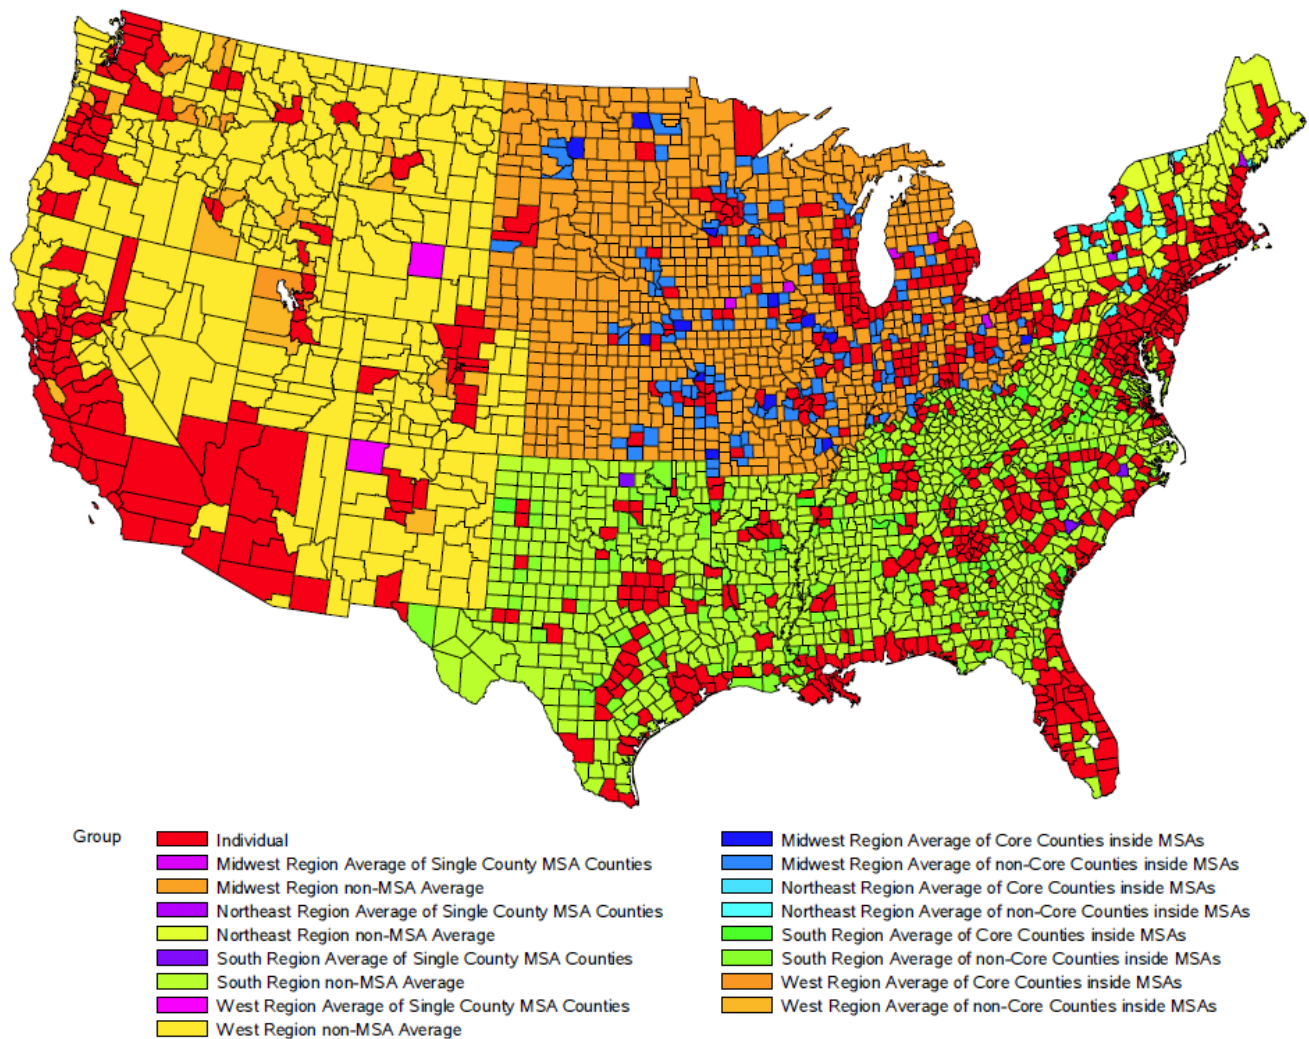 Group
Individual
Midwest Region Average of Single County MSA Counties
Midwest Region non-MSA Average
Northeast Region Average of Single County MSA Counties
Northeast Region non-MSA Average
South Region Average of Single County MSA Counties
South Region non-MSA Average
West Region Average of Single County MSA Counties
West Region non-MSA Average
Midwest Region Average of Core Counties inside MSAs
Midwest Region Average of non-Core Counties inside MSAs
Northeast Region Average of Core Counties inside MSAs
Northeast Region Average of non-Core Counties inside MSAs
South Region Average of Core Counties inside MSAs
South Region Average of non-Core Counties inside MSAs
West Region Average of Core Counties inside MSAs
West Region Average of non-Core Counties inside MSAs